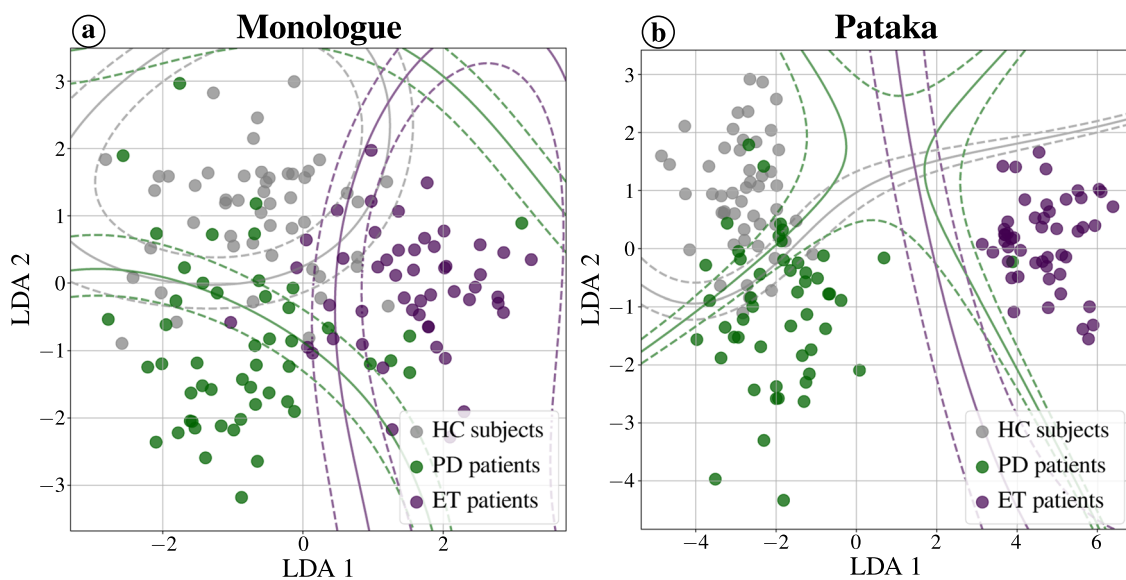 a Monologue
3
2
1
0
−1
−2
−3
LDA 2
−2 0 2
LDA 1
HC subjects
PD patients
ET patients
b Pataka
3
2
1
0
−1
−2
−3
−4
LDA 2
−4 −2 0 2 4 6
LDA 1
HC subjects
PD patients
ET patients